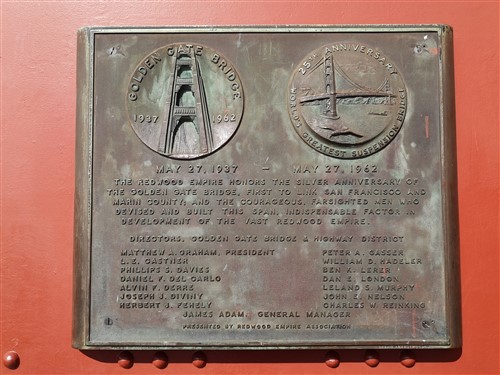 GOLDEN GATE BRIDGE
1937 1962
25TH ANNIVERSARY
WORLD'S GREATEST SUSPENSION BRIDGE
MAY 27, 1937 – MAY 27, 1962
THE REDWOOD EMPIRE HONORS THE SILVER ANNIVERSARY OF
THE GOLDEN GATE BRIDGE, FIRST TO LINK SAN FRANCISCO AND
MARIN COUNTY; AND THE COURAGEOUS, FARSIGHTED MEN WHO
DEVISED AND BUILT THIS SPAN, INDISPENSABLE FACTOR IN
DEVELOPMENT OF THE VAST REDWOOD EMPIRE.
DIRECTORS, GOLDEN GATE BRIDGE & HIGHWAY DISTRICT
MATTHEW A. GRAHAM, PRESIDENT
C. E. CASTNER
PHILLIPS S. DAVIES
DANIEL F. DEL CARLO
ALVIN F. DERRE
JOSEPH J. DIVINY
HERBERT J. FEHELY
PETER A. GASSER
WILLIAM D. HADELER
BEN K. LERER
DAN E. LONDON
LELAND S. MURPHY
JOHN E. NELSON
CHARLES W. REINKING
JAMES ADAM, GENERAL MANAGER
PRESENTED BY REDWOOD EMPIRE ASSOCIATION